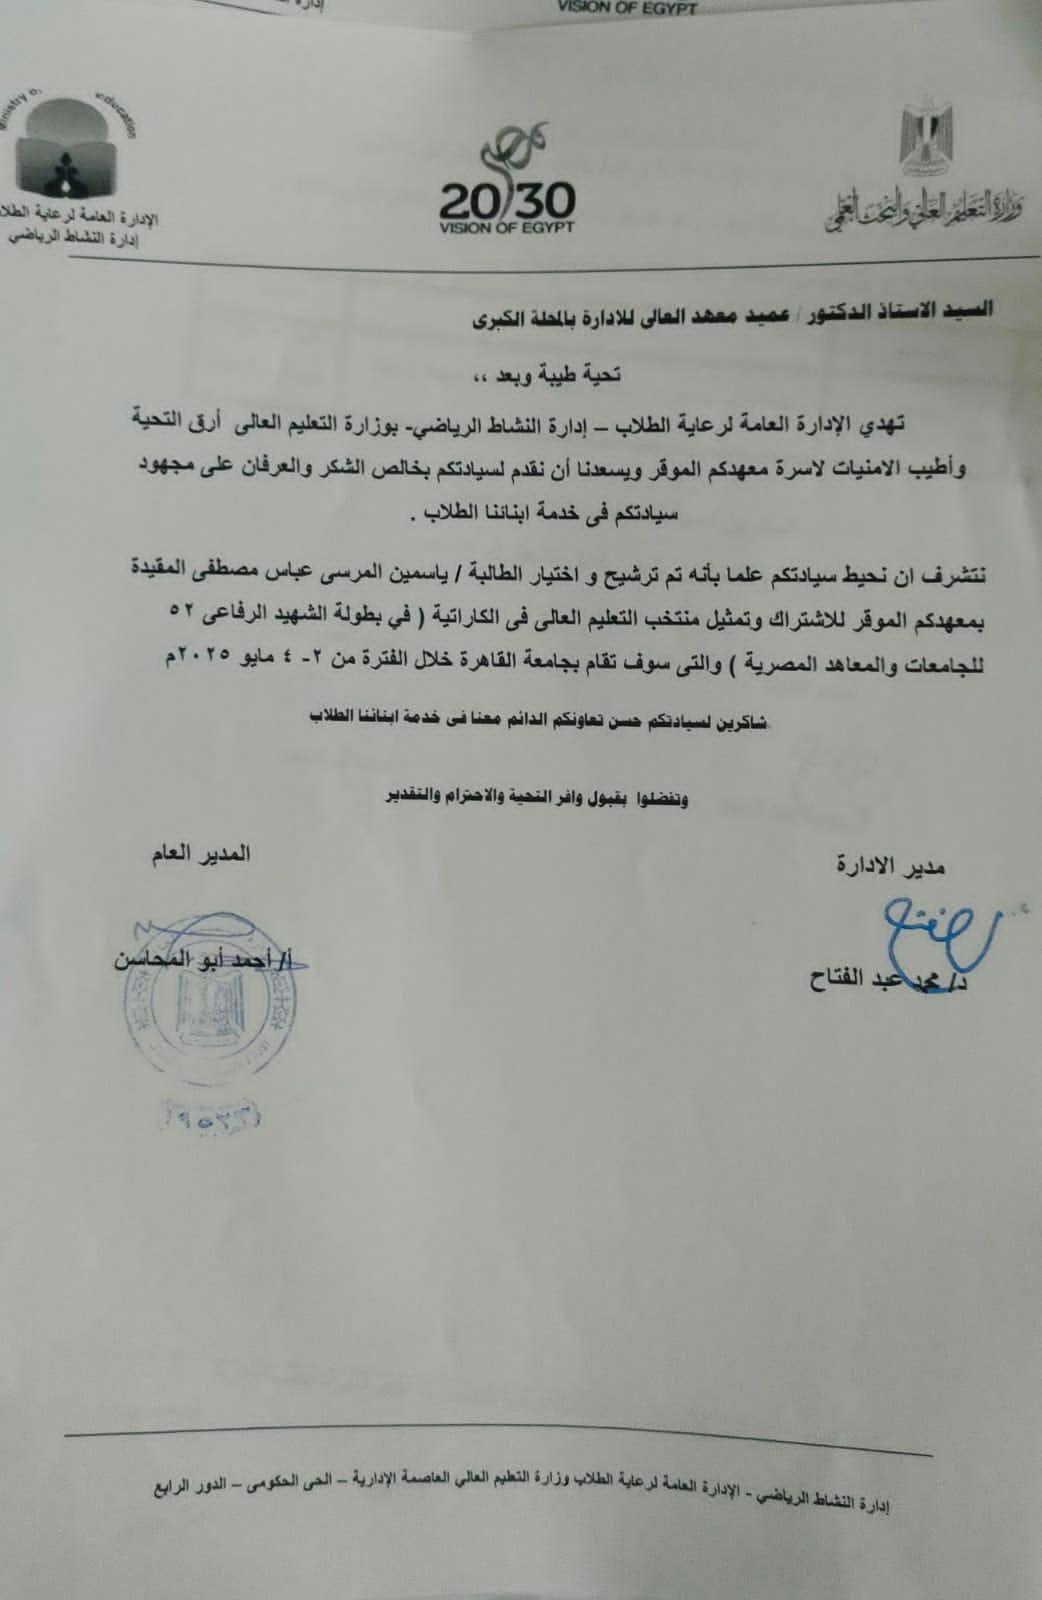 VISION OF EGYPT
Ministry of
education
2030
VISION OF EGYPT
وزارة التعليم العالي والبحث العلمي
الإدارة العامة لرعاية الطلا
إدارة النشاط الرياضي
السيد الاستاذ الدكتور / عميد معهد العالى للادارة بالمحلة الكبرى
تحية طيبة وبعد ،،
تهدي الإدارة العامة لرعاية الطلاب – إدارة النشاط الرياضي- بوزارة التعليم العالى أرق التحية
وأطيب الامنيات لاسرة معهدكم الموقر ويسعدنا أن نقدم لسيادتكم بخالص الشكر والعرفان على مجهود
سيادتكم فى خدمة ابنائنا الطلاب .
نتشرف ان نحيط سيادتكم علما بأنه تم ترشيح و اختيار الطالبة / ياسمين المرسى عباس مصطفى المقيدة
بمعهدكم الموقر للاشتراك وتمثيل منتخب التعليم العالى فى الكاراتية ( في بطولة الشهيد الرفاعى ٥٢
للجامعات والمعاهد المصرية ) والتى سوف تقام بجامعة القاهرة خلال الفترة من ٢- ٤ مايو ٢٠٢٥م
شاكرين لسيادتكم حسن تعاونكم الدائم معنا فى خدمة ابنائنا الطلاب
وتفضلوا بقبول وافر التحية والاحترام والتقدير
مدير الادارة
المدير العام
د/ محمد عبد الفتاح
أ/ أحمد أبو المحاسن
إدارة النشاط الرياضي - الإدارة العامة لرعاية الطلاب وزارة التعليم العالي العاصمة الإدارية – الحى الحكومى – الدور الرابع